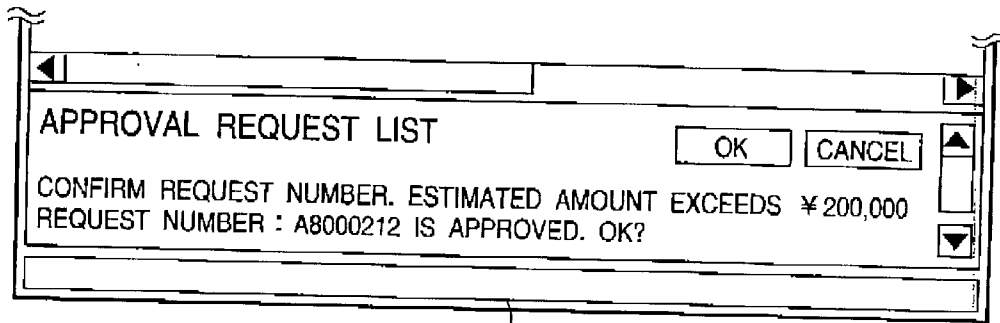 APPROVAL REQUEST LIST
OK CANCEL
CONFIRM REQUEST NUMBER. ESTIMATED AMOUNT EXCEEDS ¥200,000
REQUEST NUMBER : A8000212 IS APPROVED. OK?